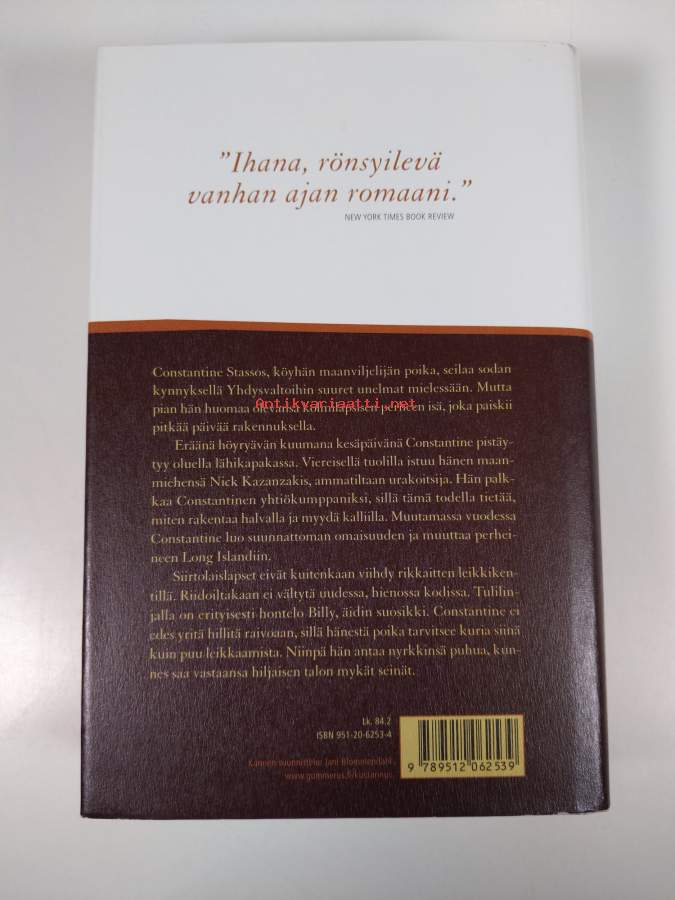 "Ihana, rönsyilevä
vanhan ajan romaani."
NEW YORK TIMES BOOK REVIEW
Constantine Stassos, köyhän maanviljelijän poika, seilaa sodan
kynnyksellä Yhdysvaltoihin suuret unelmat mielessään. Mutta
pian hän huomaa olevansa kolmilapsisen perheen isä, joka paiskii
Antikvariaatti.net
pitkää päivää rakennuksella.
Eräänä höyryävän kuumana kesäpäivänä Constantine pistäy-
tyy oluella lähikapakassa. Viereisellä tuolilla istuu hänen maan-
miehensä Nick Kazanzakis, ammatiltaan urakoitsija. Hän palk-
kaa Constantinen yhtiökumppaniksi, sillä tämä todella tietää,
miten rakentaa halvalla ja myydä kalliilla. Muutamassa vuodessa
Constantine luo suunnattoman omaisuuden ja muuttaa perhei-
neen Long Islandiin.
Siirtolaislapset eivät kuitenkaan viihdy rikkaitten leikkiken-
tillä. Riidoiltakaan ei vältytä uudessa, hienossa kodissa. Tulili-
njalla on erityisesti hontelo Billy, äidin suosikki. Constantine ei
edes yritä hillitä raivoaan, sillä hänestä poika tarvitsee kuria siinä
kuin puu leikkaamista. Niinpä hän antaa nyrkkinsä puhua, kun-
nes saa vastaansa hiljaisen talon mykät seinät.
Lk. 84.2
ISBN 951-20-6253-4
Kannen suunnittelu: Jani Blommendahl
www.gummerus.fi/kustannus
9 789512 062539